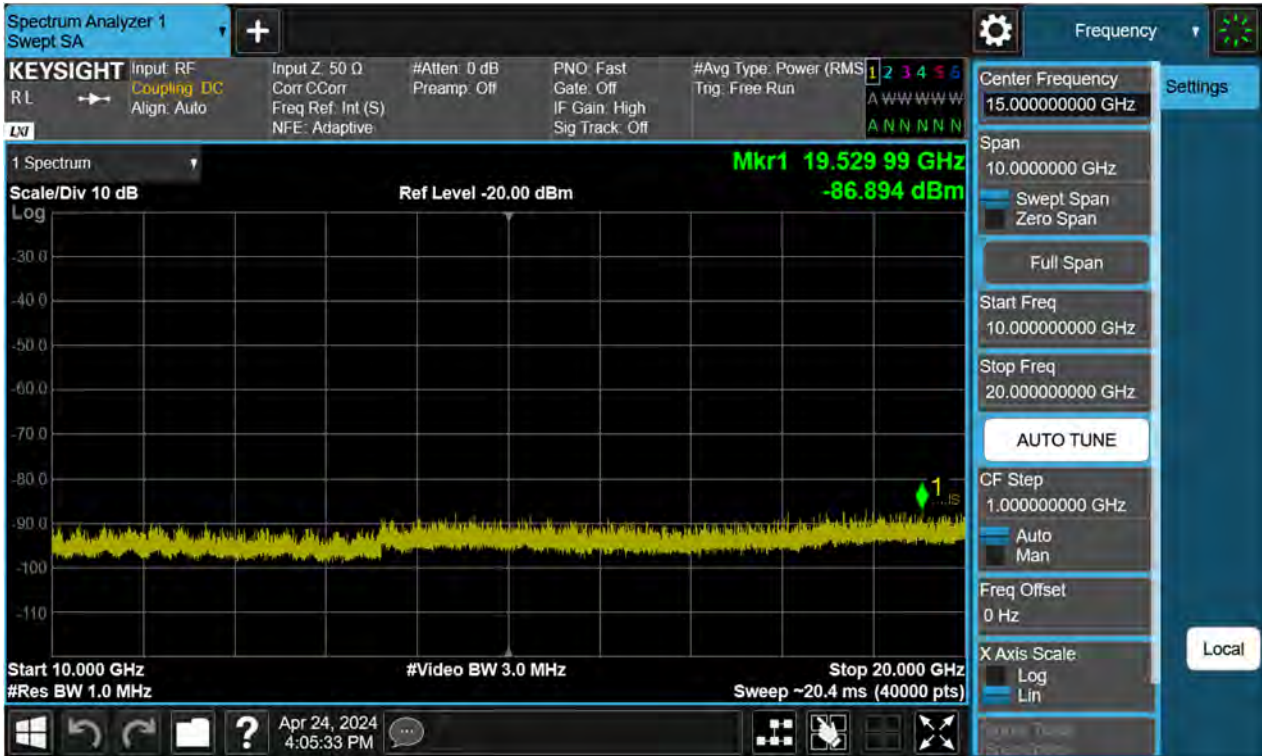 Spectrum Analyzer 1
Swept SA
+
Frequency
KEYSIGHT
R L
LXI
Input: RF
Coupling: DC
Align: Auto
Input Z: 50 Ω
Corr CCorr
Freq Ref: Int (S)
NFE: Adaptive
#Atten: 0 dB
Preamp: Off
PNO: Fast
Gate: Off
IF Gain: High
Sig Track: Off
#Avg Type: Power (RMS
Trig: Free Run
1 2 3 4 5 6
A W W W W W
A N N N N N
1 Spectrum
Mkr1 19.529 99 GHz
-86.894 dBm
Scale/Div 10 dB
Ref Level -20.00 dBm
Log
-30.0
-40.0
-50.0
-60.0
-70.0
-80.0
-90.0
-100
-110
1
Start 10.000 GHz
#Video BW 3.0 MHz
Stop 20.000 GHz
#Res BW 1.0 MHz
Sweep ~20.4 ms (40000 pts)
?
Apr 24, 2024
4:05:33 PM
Center Frequency
15.000000000 GHz
Span
10.0000000 GHz
Swept Span
Zero Span
Full Span
Start Freq
10.000000000 GHz
Stop Freq
20.000000000 GHz
AUTO TUNE
CF Step
1.000000000 GHz
Auto
Man
Freq Offset
0 Hz
X Axis Scale
Log
Lin
Settings
Local